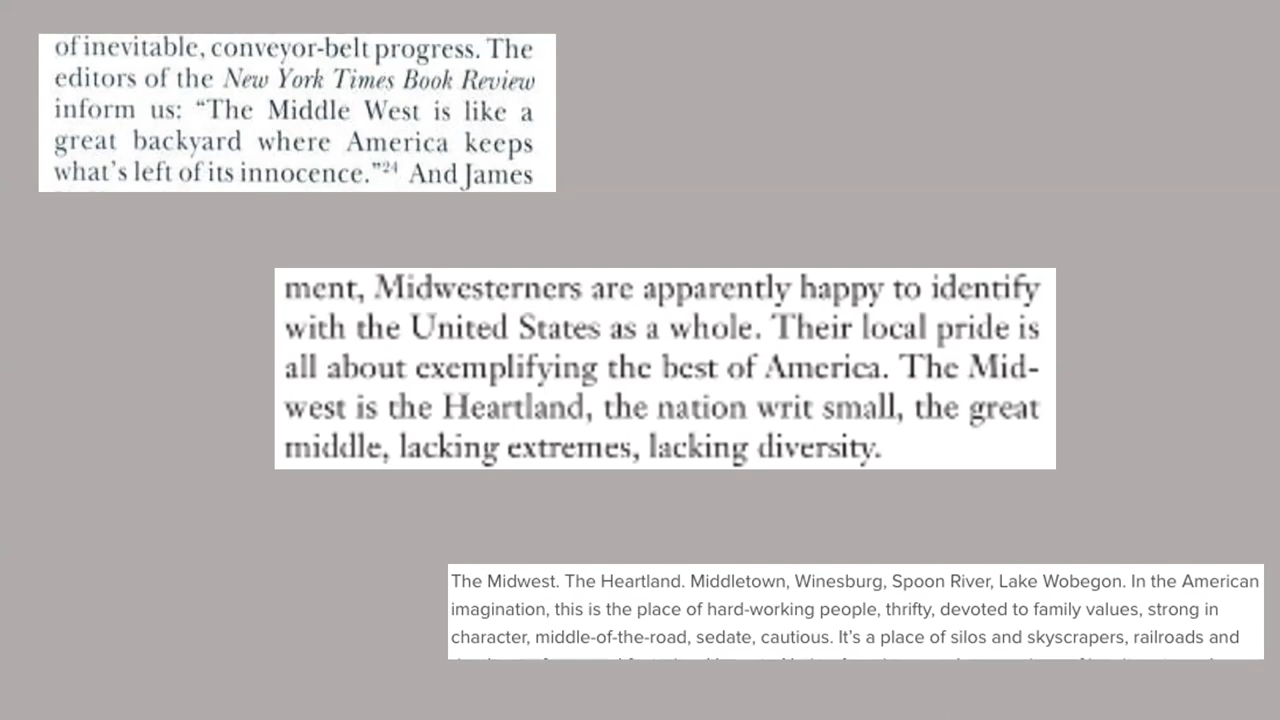 of inevitable, conveyor-belt progress. The
editors of the New York Times Book Review
inform us: “The Middle West is like a
great backyard where America keeps
what's left of its innocence.”24 And James
ment, Midwesterners are apparently happy to identify
with the United States as a whole. Their local pride is
all about exemplifying the best of America. The Mid-
west is the Heartland, the nation writ small, the great
middle, lacking extremes, lacking diversity.
The Midwest. The Heartland. Middletown, Winesburg, Spoon River, Lake Wobegon. In the American
imagination, this is the place of hard-working people, thrifty, devoted to family values, strong in
character, middle-of-the-road, sedate, cautious. It's a place of silos and skyscrapers, railroads and